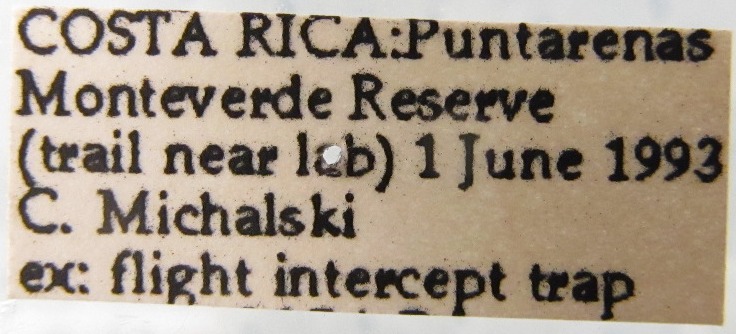 COSTA RICA:Puntarenas
Monteverde Reserve
(trail near lab) 1 June 1993
C. Michalski
ex: flight intercept trap